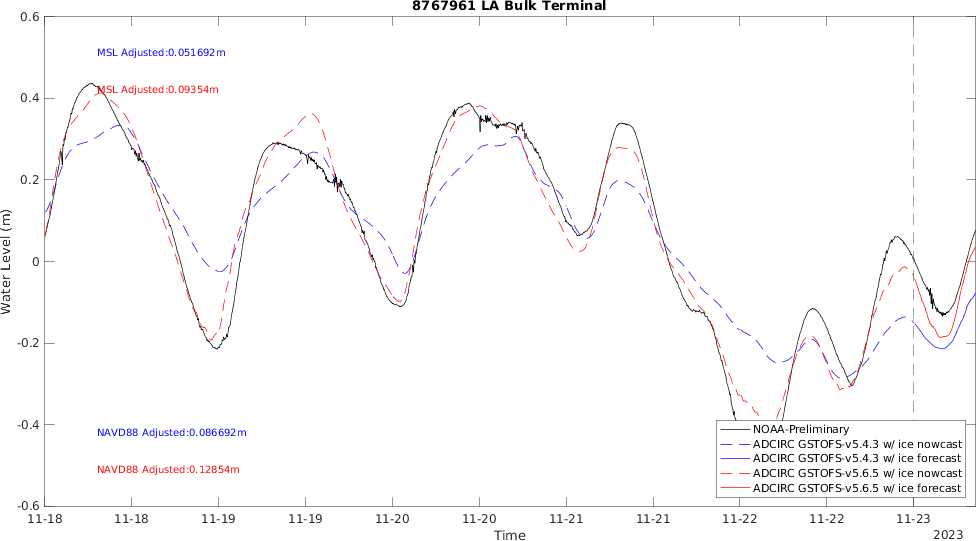 8767961 LA Bulk Terminal
0.6
0.4
0.2
0
-0.2
-0.4
-0.6
Water Level (m)
MSL Adjusted:0.051692m
MSL Adjusted:0.09354m
NAVD88 Adjusted:0.086692m
NAVD88 Adjusted:0.12854m
NOAA-Preliminary
ADCIRC GSTOFS-v5.4.3 w/ ice nowcast
ADCIRC GSTOFS-v5.4.3 w/ ice forecast
ADCIRC GSTOFS-v5.6.5 w/ ice nowcast
ADCIRC GSTOFS-v5.6.5 w/ ice forecast
11-18 11-18 11-19 11-19 11-20 11-20 11-21 11-21 11-22 11-22 11-23
Time
2023